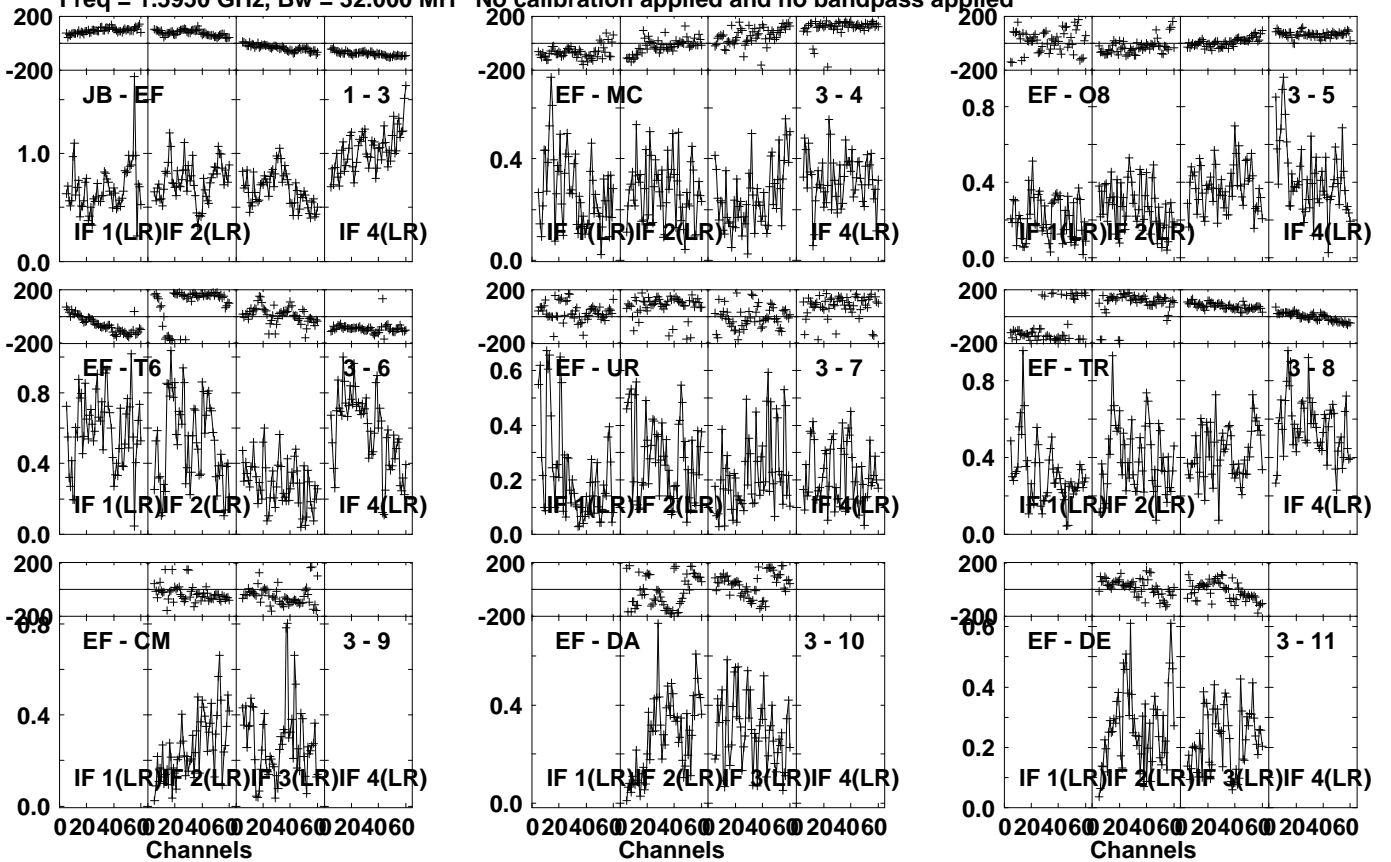 Freq = 1.5950 GHz, Bw = 32.000 MH No calibration applied and no bandpass applied
200
-200
JB - EF 1 - 3
1.0
IF 1(LR) IF 2(LR) IF 4(LR)
0.0
200
-200
EF - MC 3 - 4
0.4
IF 1(LR) IF 2(LR) IF 4(LR)
0.0
200
-200
EF - O8 3 - 5
0.8
0.4
IF 1(LR) IF 2(LR) IF 4(LR)
0.0
200
-200
EF - T6 3 - 6
0.8
0.4
IF 1(LR) IF 2(LR) IF 4(LR)
0.0
200
-200
EF - UR 3 - 7
0.6
0.4
0.2
IF 1(LR) IF 2(LR) IF 4(LR)
0.0
200
-200
EF - TR 3 - 8
0.8
0.4
IF 1(LR) IF 2(LR) IF 4(LR)
0.0
200
-200
0.8
EF - CM 3 - 9
0.4
IF 1(LR) IF 2(LR) IF 3(LR) IF 4(LR)
0.0
0 20 40 60 0 20 40 60 0 20 40 60 0 20 40 60
Channels
200
-200
EF - DA 3 - 10
0.4
IF 1(LR) IF 2(LR) IF 3(LR) IF 4(LR)
0.0
0 20 40 60 0 20 40 60 0 20 40 60 0 20 40 60
Channels
200
-200
0.6
EF - DE 3 - 11
0.4
0.2
IF 1(LR) IF 2(LR) IF 3(LR) IF 4(LR)
0.0
0 20 40 60 0 20 40 60 0 20 40 60 0 20 40 60
Channels